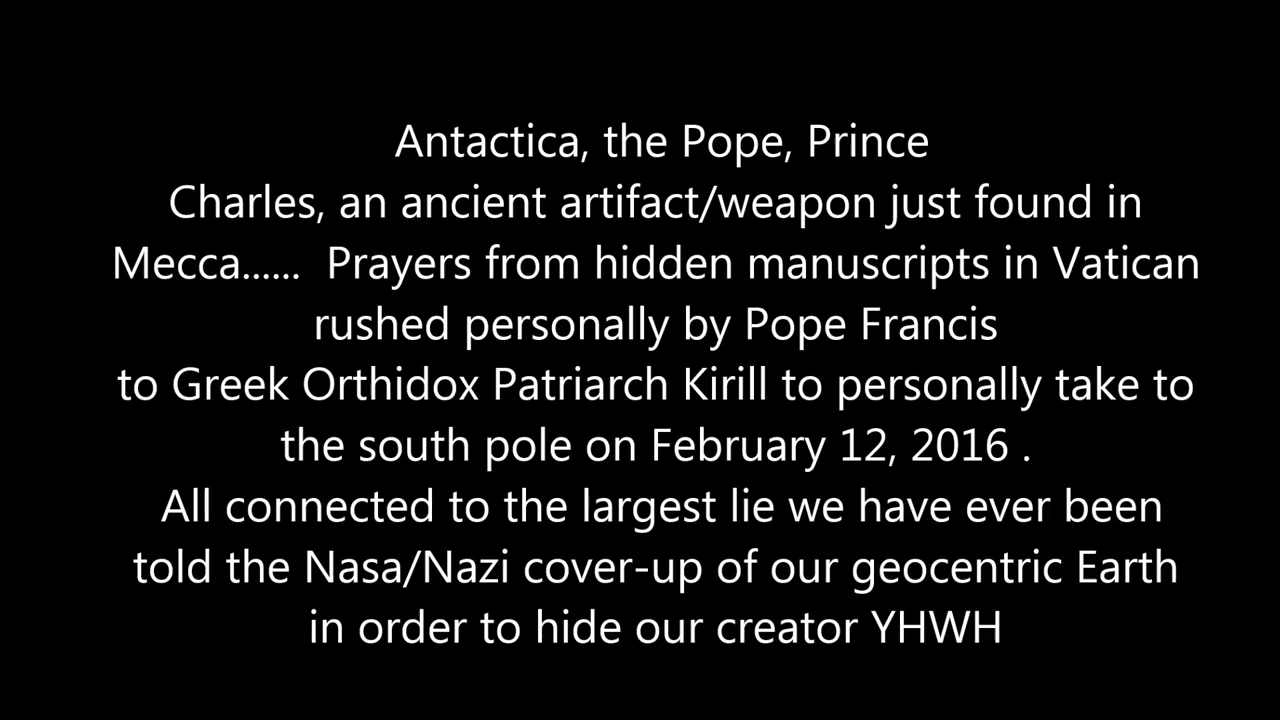 Antactica, the Pope, Prince
Charles, an ancient artifact/weapon just found in
Mecca...... Prayers from hidden manuscripts in Vatican
rushed personally by Pope Francis
to Greek Orthidox Patriarch Kirill to personally take to
the south pole on February 12, 2016 .
All connected to the largest lie we have ever been
told the Nasa/Nazi cover-up of our geocentric Earth
in order to hide our creator YHWH